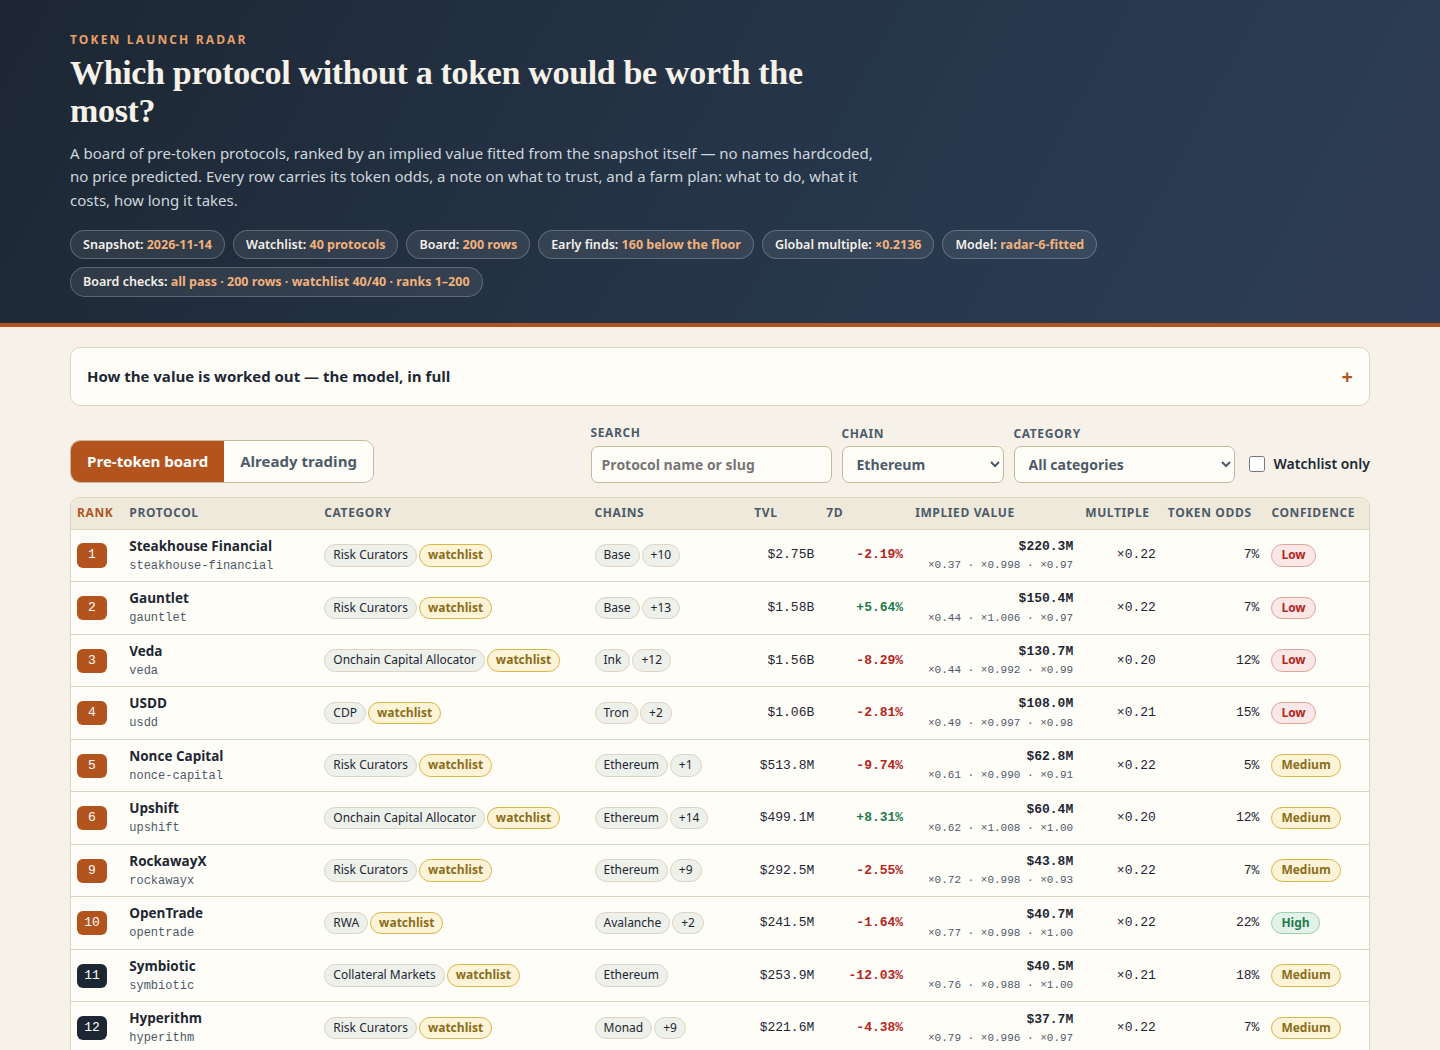 TOKEN LAUNCH RADAR
Which protocol without a token would be worth the
most?
A board of pre-token protocols, ranked by an implied value fitted from the snapshot itself — no names hardcoded,
no price predicted. Every row carries its token odds, a note on what to trust, and a farm plan: what to do, what it
costs, how long it takes.
Snapshot: 2026-11-14 Watchlist: 40 protocols Board: 200 rows Early finds: 160 below the floor Global multiple: ×0.2136 Model: radar-6-fitted
Board checks: all pass · 200 rows · watchlist 40/40 · ranks 1–200
How the value is worked out — the model, in full +
SEARCH CHAIN CATEGORY
Pre-token board Already trading Protocol name or slug Ethereum All categories Watchlist only
RANK PROTOCOL CATEGORY CHAINS TVL 7D IMPLIED VALUE MULTIPLE TOKEN ODDS CONFIDENCE
1 Steakhouse Financial Risk Curators watchlist Base +10 $2.75B -2.19% $220.3M ×0.22 7% Low
steakhouse-financial ×0.37 · ×0.998 · ×0.97
2 Gauntlet Risk Curators watchlist Base +13 $1.58B +5.64% $150.4M ×0.22 7% Low
gauntlet ×0.44 · ×1.006 · ×0.97
3 Veda Onchain Capital Allocator watchlist Ink +12 $1.56B -8.29% $130.7M ×0.20 12% Low
veda ×0.44 · ×0.992 · ×0.99
4 USDD CDP watchlist Tron +2 $1.06B -2.81% $108.0M ×0.21 15% Low
usdd ×0.49 · ×0.997 · ×0.98
5 Nonce Capital Risk Curators watchlist Ethereum +1 $513.8M -9.74% $62.8M ×0.22 5% Medium
nonce-capital ×0.61 · ×0.990 · ×0.91
6 Upshift Onchain Capital Allocator watchlist Ethereum +14 $499.1M +8.31% $60.4M ×0.20 12% Medium
upshift ×0.62 · ×1.008 · ×1.00
9 RockawayX Risk Curators watchlist Ethereum +9 $292.5M -2.55% $43.8M ×0.22 7% Medium
rockawayx ×0.72 · ×0.998 · ×0.93
10 OpenTrade RWA watchlist Avalanche +2 $241.5M -1.64% $40.7M ×0.22 22% High
opentrade ×0.77 · ×0.998 · ×1.00
11 Symbiotic Collateral Markets watchlist Ethereum $253.9M -12.03% $40.5M ×0.21 18% Medium
symbiotic ×0.76 · ×0.988 · ×1.00
12 Hyperithm Risk Curators watchlist Monad +9 $221.6M -4.38% $37.7M ×0.22 7% Medium
hyperithm ×0.79 · ×0.996 · ×0.97